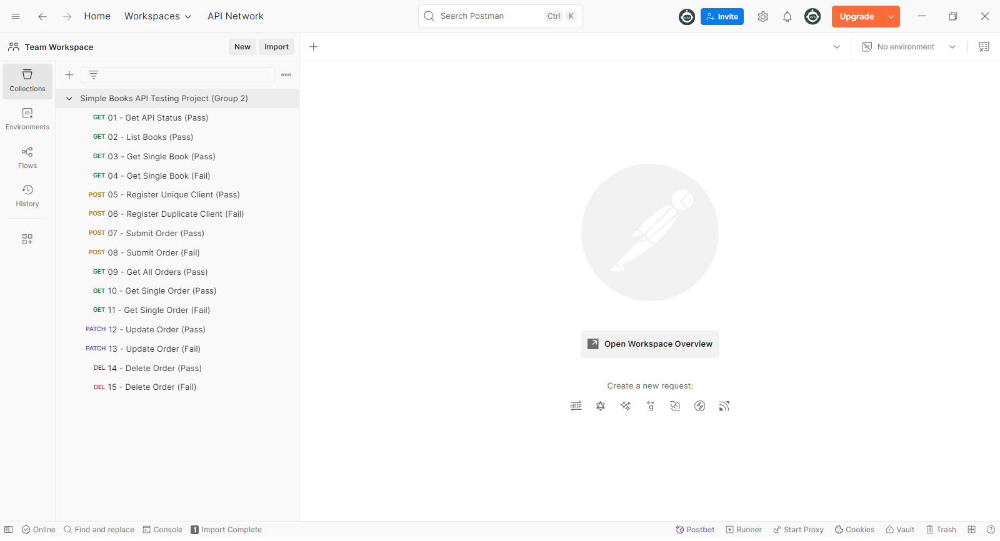 Home Workspaces API Network Search Postman Ctrl K Invite Upgrade
Team Workspace New Import No environment
Collections
Environments
Flows
History
Simple Books API Testing Project (Group 2)
GET 01 - Get API Status (Pass)
GET 02 - List Books (Pass)
GET 03 - Get Single Book (Pass)
GET 04 - Get Single Book (Fail)
POST 05 - Register Unique Client (Pass)
POST 06 - Register Duplicate Client (Fail)
POST 07 - Submit Order (Pass)
POST 08 - Submit Order (Fail)
GET 09 - Get All Orders (Pass)
GET 10 - Get Single Order (Pass)
GET 11 - Get Single Order (Fail)
PATCH 12 - Update Order (Pass)
PATCH 13 - Update Order (Fail)
DEL 14 - Delete Order (Pass)
DEL 15 - Delete Order (Fail)
Open Workspace Overview
Create a new request:
HTTP g
Online Find and replace Console 1 Import Complete Postbot Runner Start Proxy Cookies Vault Trash